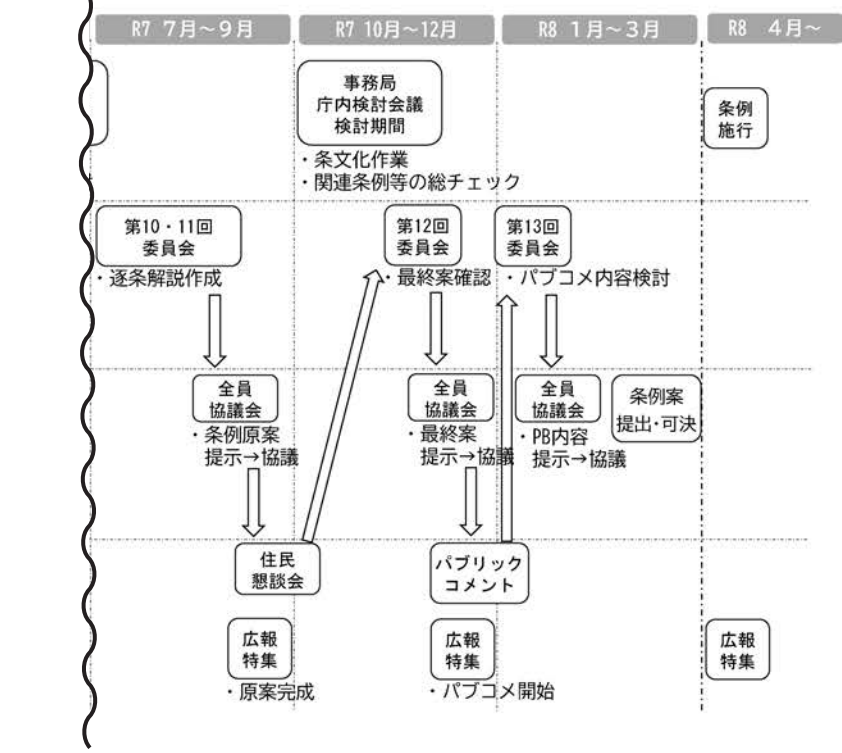 R7 7月～9月
R7 10月～12月
R8 1月～3月
R8 4月～
事務局
庁内検討会議
検討期間
・条文化作業
・関連条例等の総チェック
条例
施行
第10・11回
委員会
・逐条解説作成
第12回
委員会
・最終案確認
第13回
委員会
・パブコメ内容検討
全員
協議会
・条例原案
提示→協議
全員
協議会
・最終案
提示→協議
全員
協議会
・PB内容
提示→協議
条例案
提出・可決
住民
懇談会
パブリック
コメント
広報
特集
・原案完成
広報
特集
・パブコメ開始
広報
特集